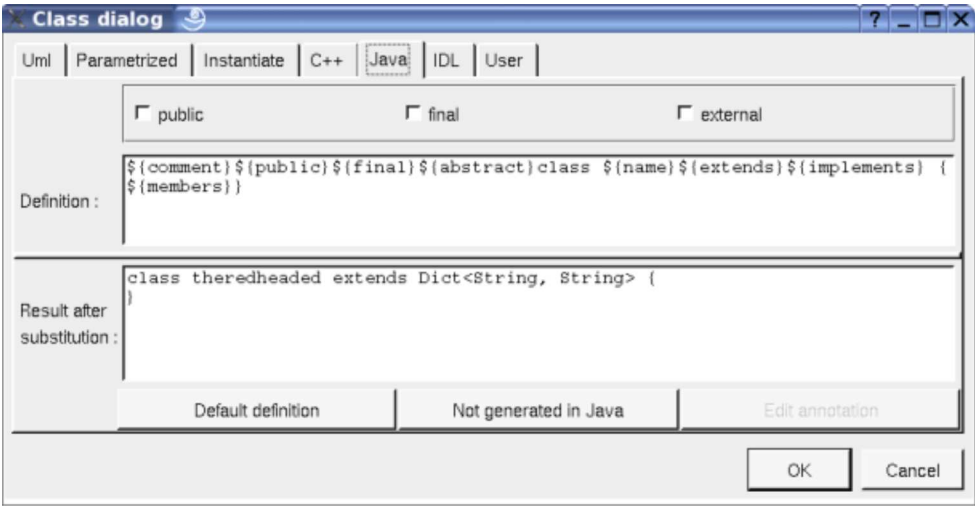 Class dialog
?
Uml Parametrized Instantiate C++ Java IDL User
public final external
Definition :
${comment}${public}${final}${abstract}class ${name}${extends}${implements} {
${members}}
Result after
substitution :
class theredheaded extends Dict<String, String> {
}
Default definition Not generated in Java Edit annotation
OK Cancel